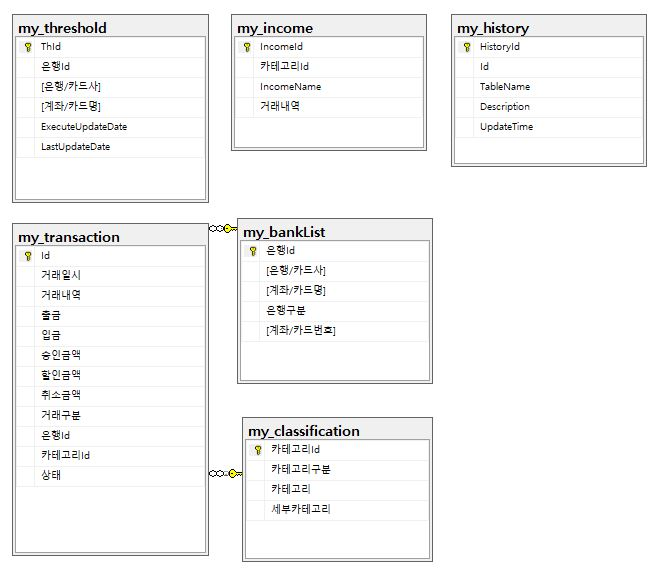 my_threshold
ThId
은행Id
[은행/카드사]
[계좌/카드명]
ExecuteUpdateDate
LastUpdateDate
my_income
IncomeId
카테고리Id
IncomeName
거래내역
my_history
HistoryId
Id
TableName
Description
UpdateTime
my_transaction
Id
거래일시
거래내역
출금
입금
승인금액
할인금액
취소금액
거래구분
은행Id
카테고리Id
상태
my_bankList
은행Id
[은행/카드사]
[계좌/카드명]
은행구분
[계좌/카드번호]
my_classification
카테고리Id
카테고리구분
카테고리
세부카테고리